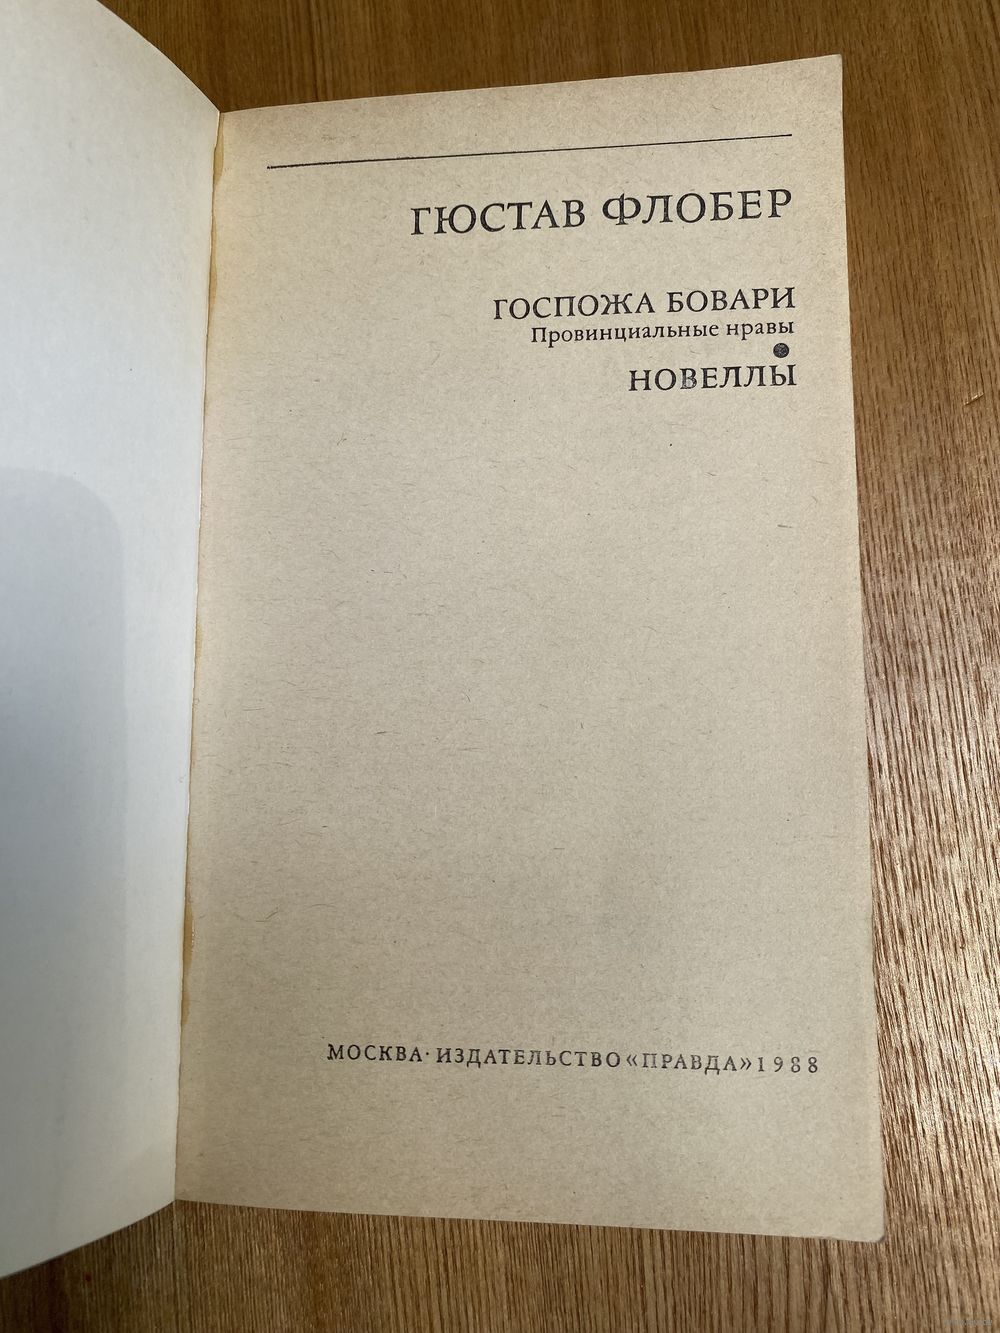 ГЮСТАВ ФЛОБЕР
ГОСПОЖА БОВАРИ
Провинциальные нравы
НОВЕЛЛЫ
МОСКВА · ИЗДАТЕЛЬСТВО «ПРАВДА» 1988